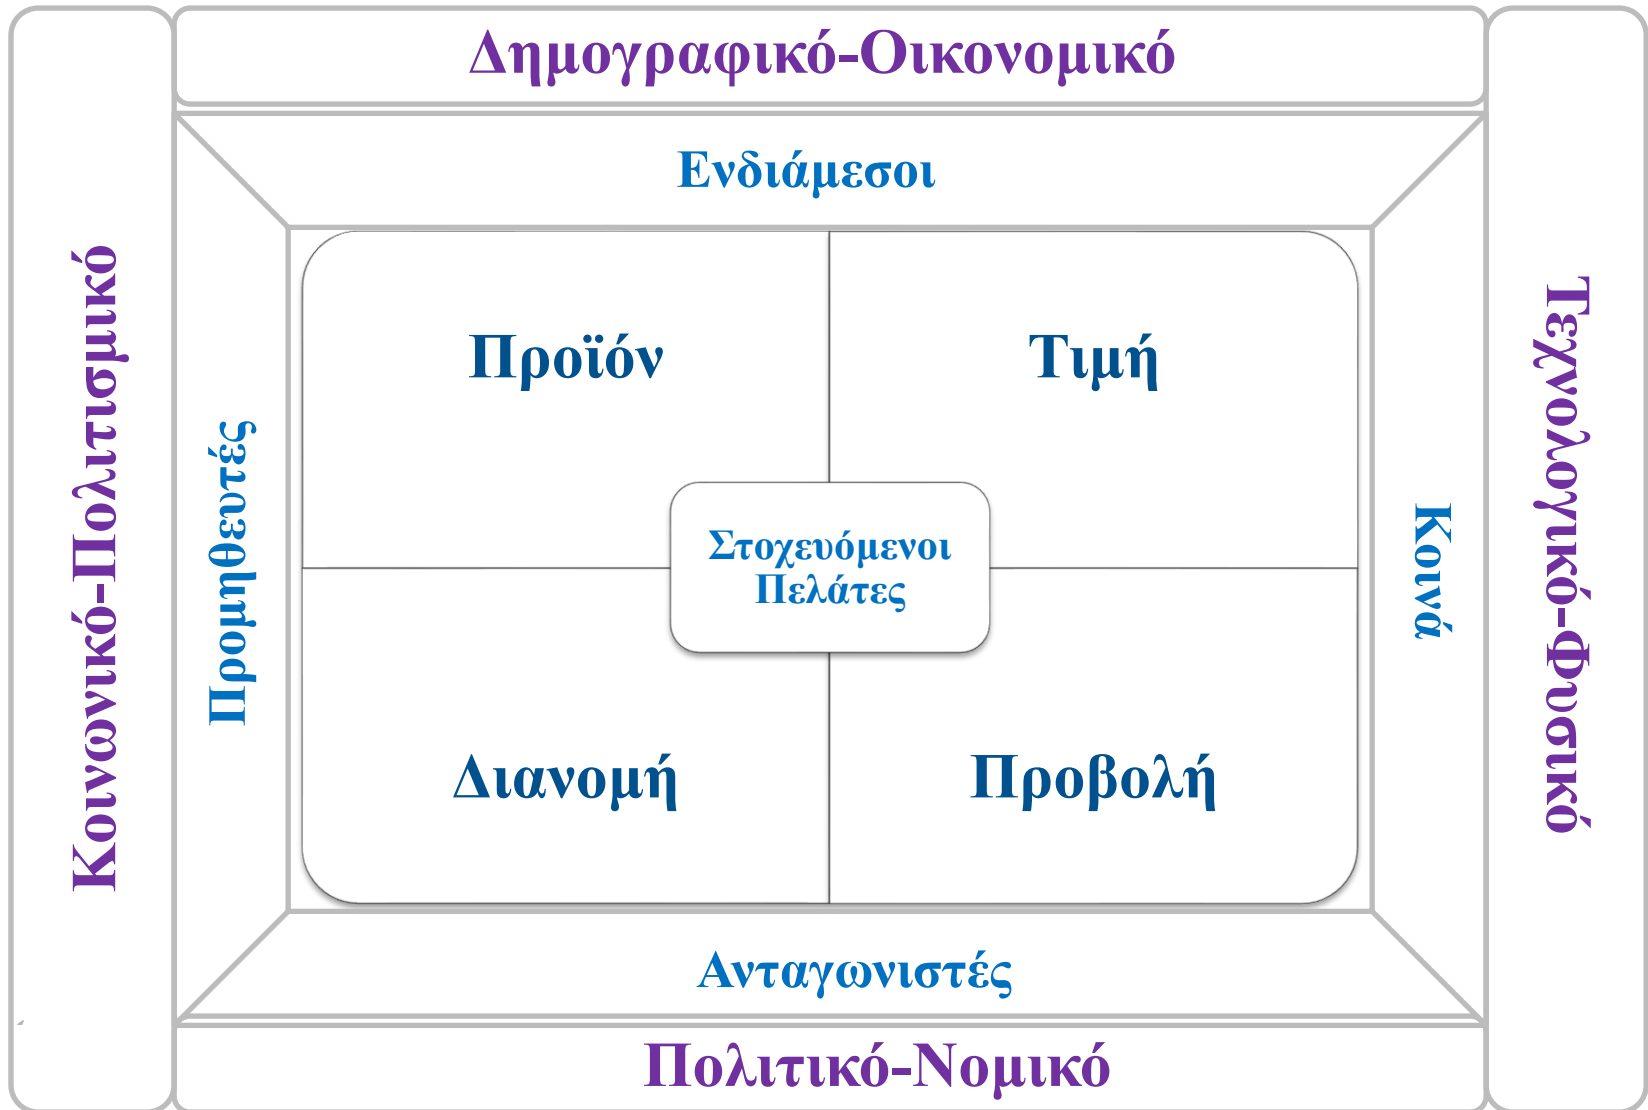 Δημογραφικό-Οικονομικό
Ενδιάμεσοι
Κοινωνικό-Πολιτισμικό
Προμηθευτές
Προϊόν
Τιμή
Στοχευόμενοι
Πελάτες
Διανομή
Προβολή
Κοινά
Τεχνολογικό-Φυσικό
Ανταγωνιστές
Πολιτικό-Νομικό